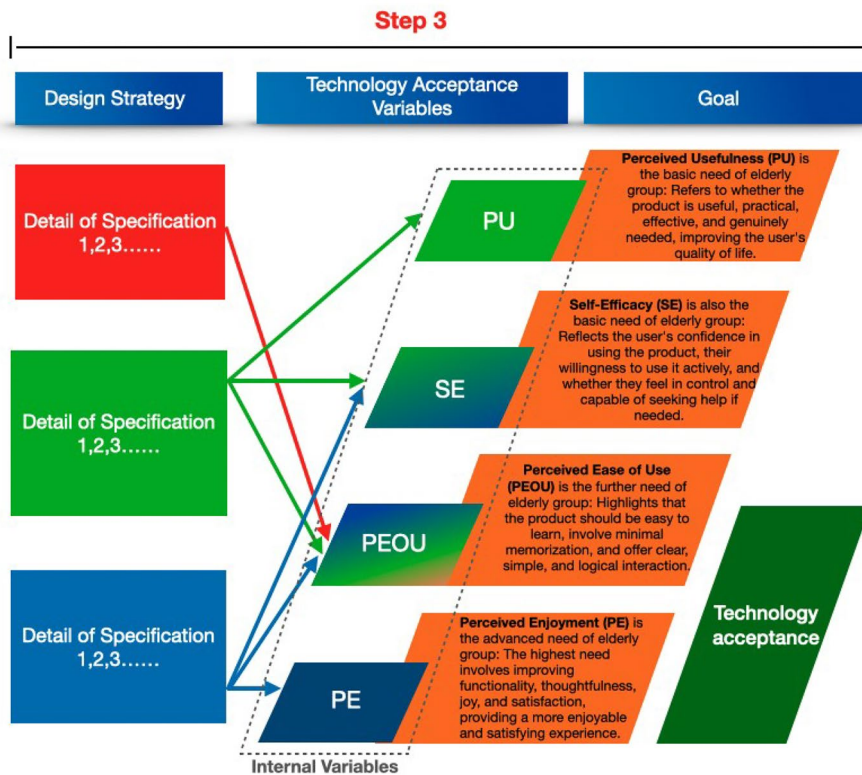 Step 3
Design Strategy
Technology Acceptance
Variables
Goal
Detail of Specification
1,2,3......
Detail of Specification
1,2,3......
Detail of Specification
1,2,3......
PU
Perceived Usefulness (PU) is
the basic need of elderly
group: Refers to whether the
product is useful, practical,
effective, and genuinely
needed, improving the user's
quality of life.
SE
Self-Efficacy (SE) is also the
basic need of elderly group:
Reflects the user's confidence in
using the product, their
willingness to use it actively, and
whether they feel in control and
capable of seeking help if
needed.
PEOU
Perceived Ease of Use
(PEOU) is the further need of
elderly group: Highlights that
the product should be easy to
learn, involve minimal
memorization, and offer clear,
simple, and logical interaction.
PE
Perceived Enjoyment (PE) is
the advanced need of elderly
group: The highest need
involves improving
functionality, thoughtfulness,
joy, and satisfaction,
providing a more enjoyable
and satisfying experience.
Technology
acceptance
Internal Variables